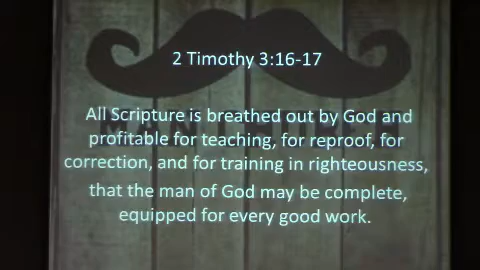 2 Timothy 3:16-17
All Scripture is breathed out by God and
profitable for teaching, for reproof, for
correction, and for training in righteousness,
that the man of God may be complete,
equipped for every good work.